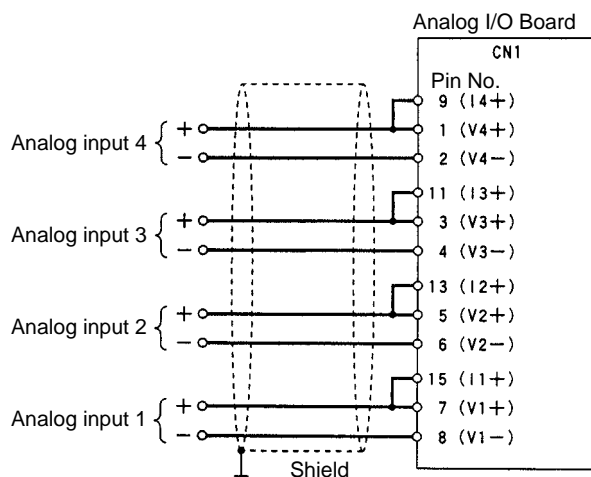 Analog I/O Board
CN1
Pin No.
9 (I4+)
Analog input 4 + 1 (V4+)
− 2 (V4−)
11 (I3+)
Analog input 3 + 3 (V3+)
− 4 (V3−)
13 (I2+)
Analog input 2 + 5 (V2+)
− 6 (V2−)
15 (I1+)
Analog input 1 + 7 (V1+)
− 8 (V1−)
Shield